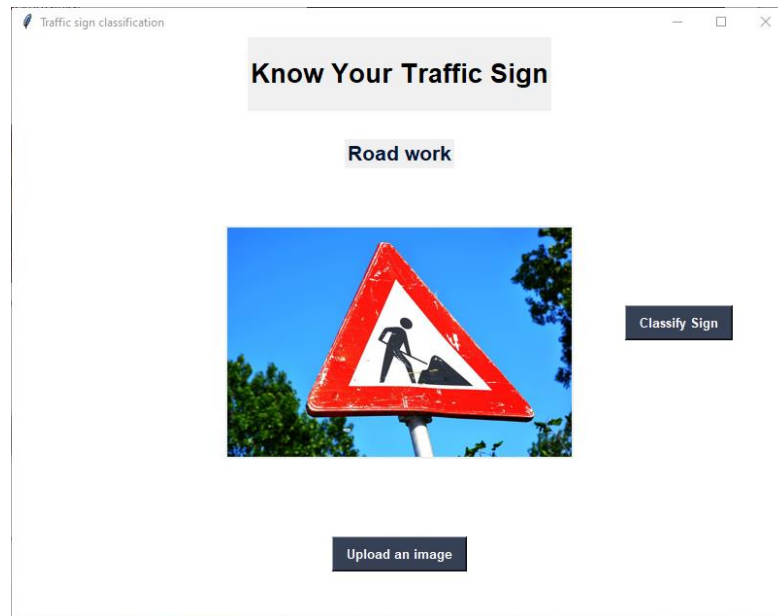 Traffic sign classification
Know Your Traffic Sign
Road work
Classify Sign
Upload an image